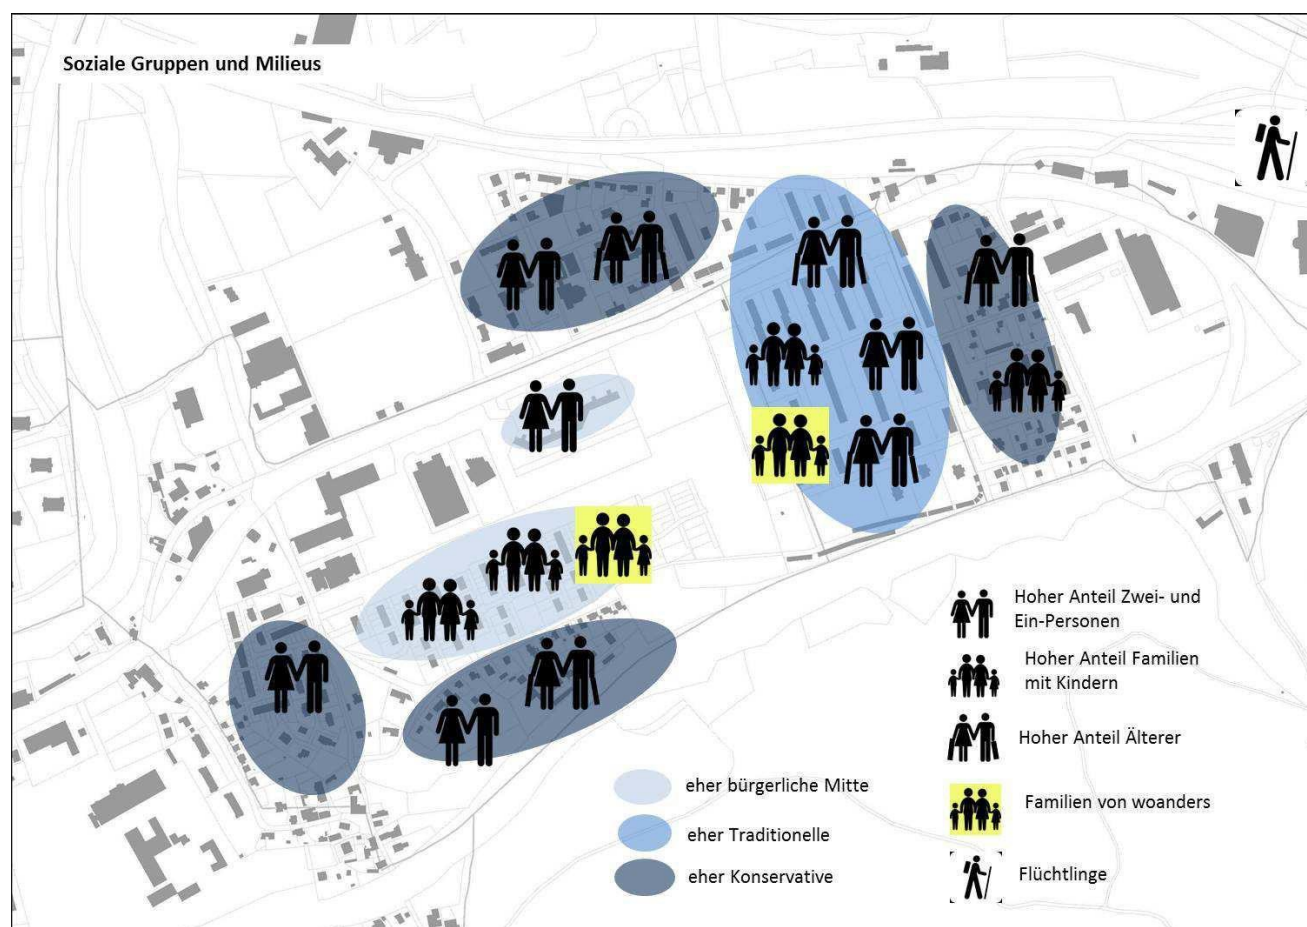 Soziale Gruppen und Milieus
Hoher Anteil Zwei- und
Ein-Personen
Hoher Anteil Familien
mit Kindern
Hoher Anteil Älterer
eher bürgerliche Mitte
Familien von woanders
eher Traditionelle
eher Konservative
Flüchtlinge